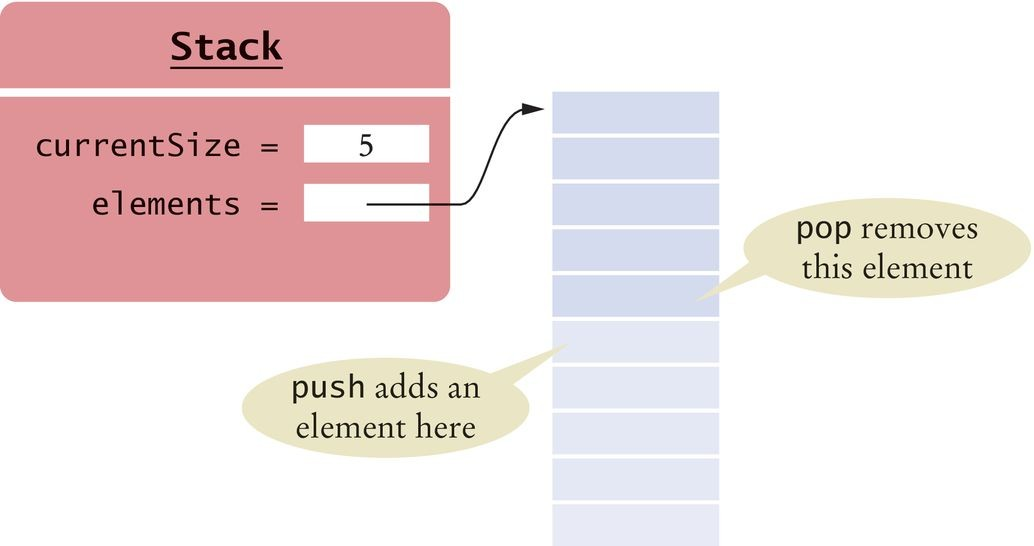 Stack
currentSize = 5
elements =
pop removes
this element
push adds an
element here